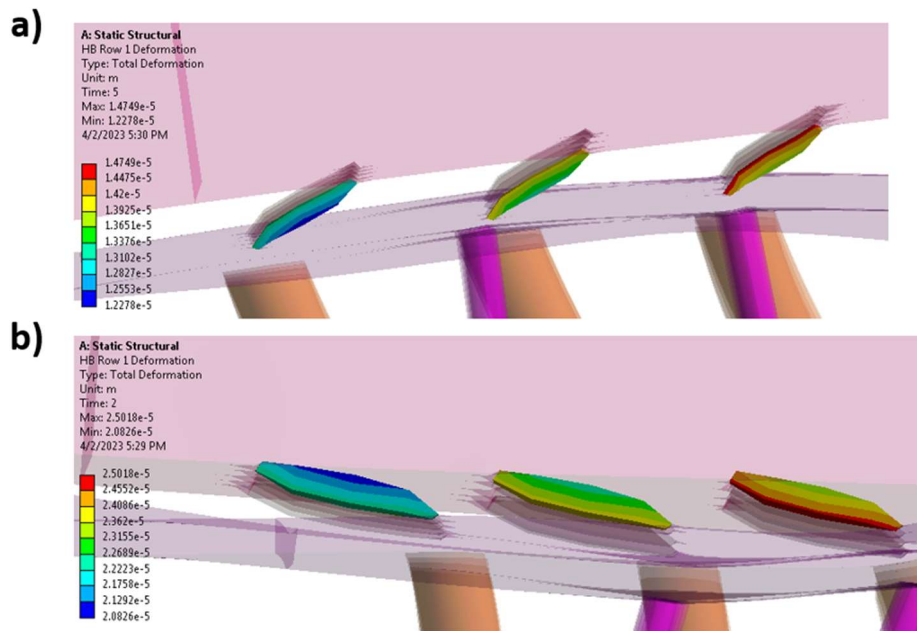 a)
A: Static Structural
HB Row 1 Deformation
Type: Total Deformation
Unit: m
Time: 5
Max: 1.4749e-5
Min: 1.2278e-5
4/2/2023 5:30 PM
1.4749e-5
1.4475e-5
1.42e-5
1.3925e-5
1.3651e-5
1.3376e-5
1.3102e-5
1.2827e-5
1.2553e-5
1.2278e-5
b)
A: Static Structural
HB Row 1 Deformation
Type: Total Deformation
Unit: m
Time: 2
Max: 2.5018e-5
Min: 2.0826e-5
4/2/2023 5:29 PM
2.5018e-5
2.4552e-5
2.4086e-5
2.362e-5
2.3155e-5
2.2689e-5
2.2223e-5
2.1758e-5
2.1292e-5
2.0826e-5